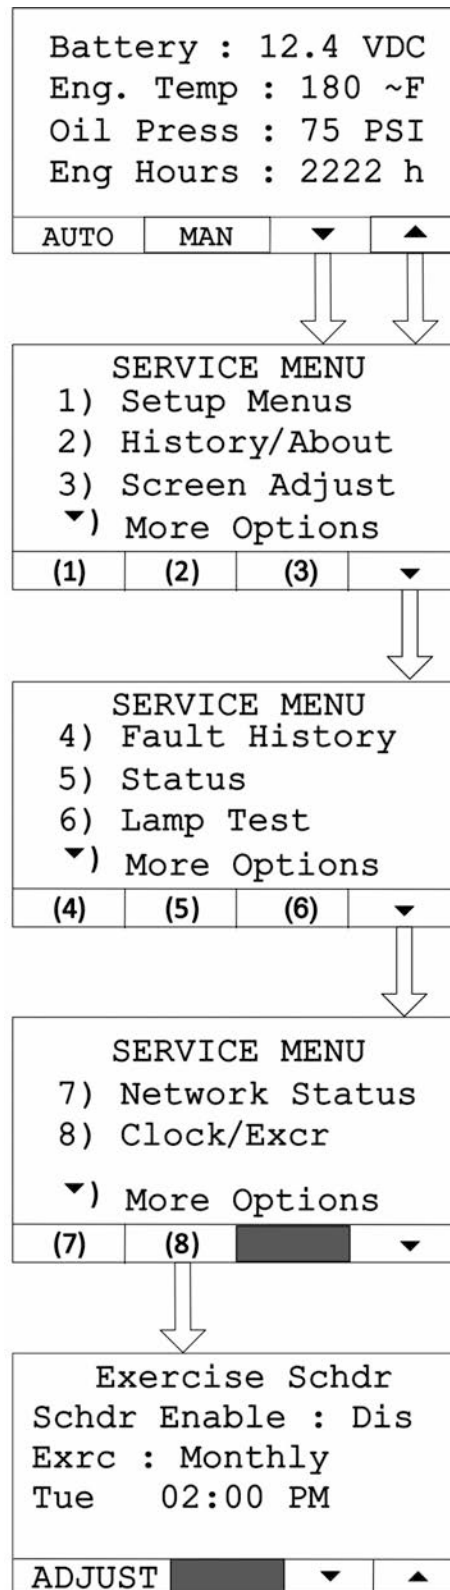 Battery : 12.4 VDC
Eng. Temp : 180 ~F
Oil Press : 75 PSI
Eng Hours : 2222 h
AUTO MAN ▼ ▲
SERVICE MENU
1) Setup Menus
2) History/About
3) Screen Adjust
▼) More Options
(1) (2) (3) ▼
SERVICE MENU
4) Fault History
5) Status
6) Lamp Test
▼) More Options
(4) (5) (6) ▼
SERVICE MENU
7) Network Status
8) Clock/Excr
▼) More Options
(7) (8) ▼
Exercise Schdr
Schdr Enable : Dis
Exrc : Monthly
Tue 02:00 PM
ADJUST ▼ ▲